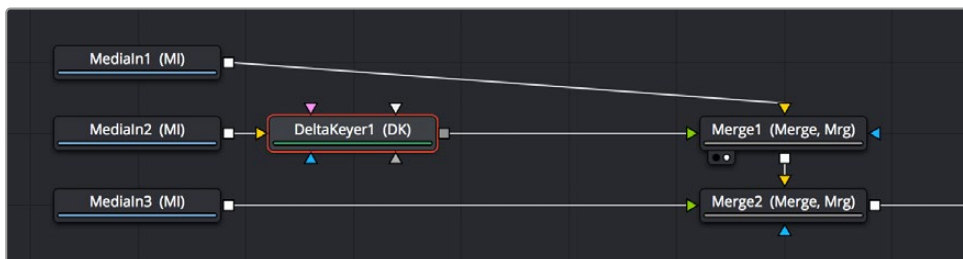 MediaIn1 (MI)
MediaIn2 (MI)
DeltaKeyer1 (DK)
Merge1 (Merge, Mrg)
MediaIn3 (MI)
Merge2 (Merge, Mrg)